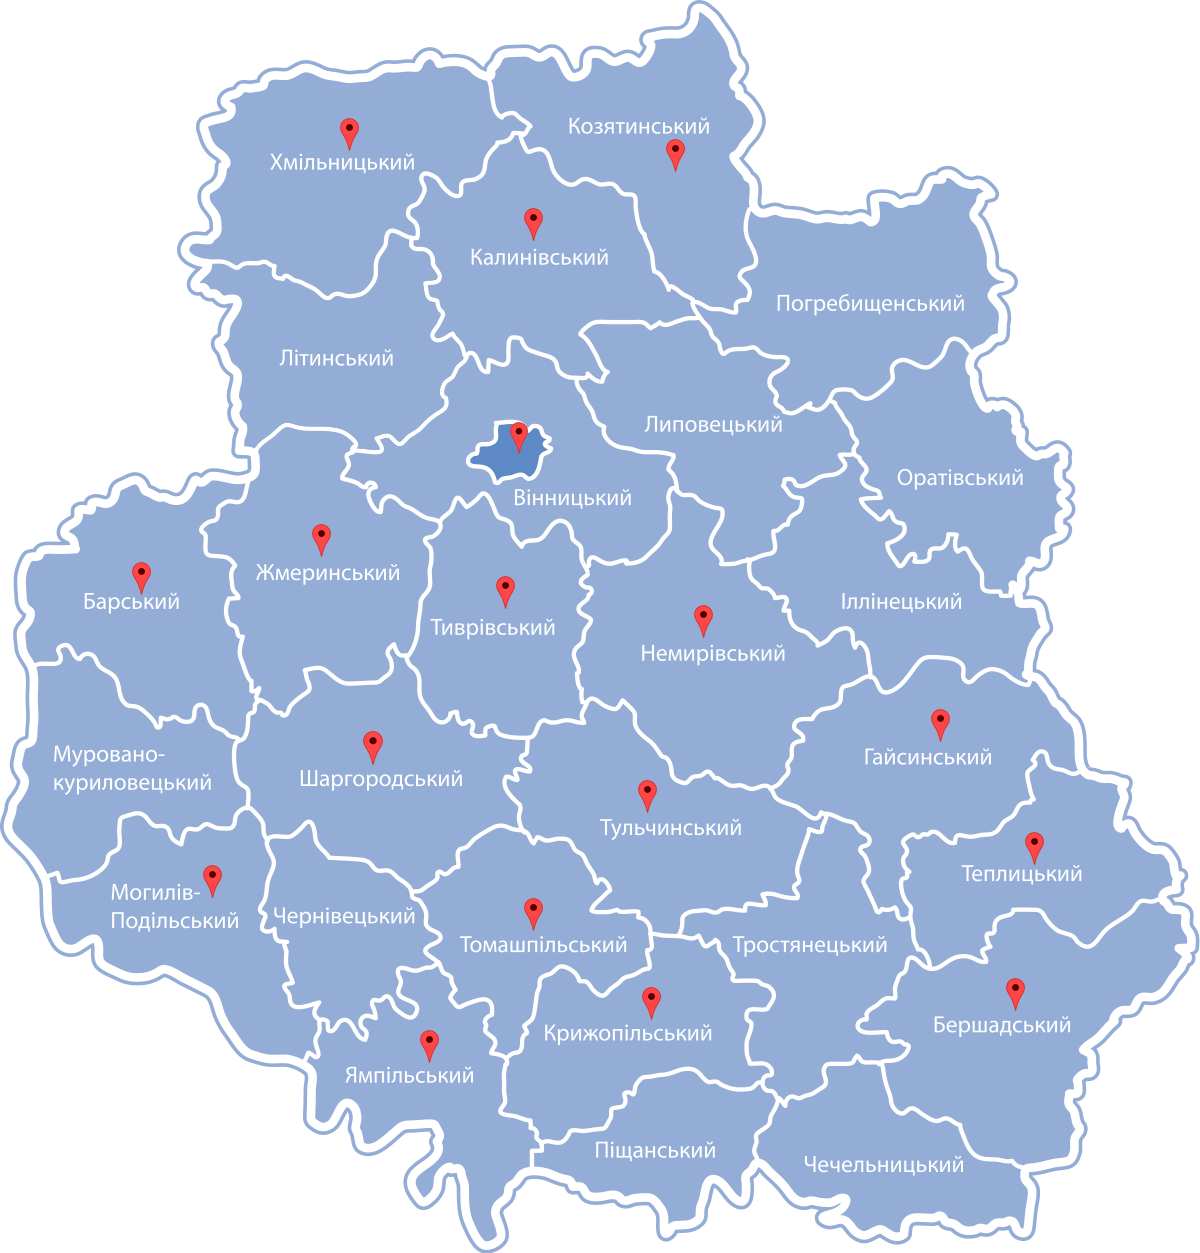 Козятинський
Хмільницький
Калинівський
Погребищенський
Літинський
Липовецький
Оратівський
Вінницький
Жмеринський
Барський
Іллінецький
Тиврівський
Немирівський
Муровано-
куриловецький
Шаргородський
Гайсинський
Тульчинський
Теплицький
Могилів-
Подільський
Чернівецький
Томашпільський
Тростянецький
Крижопільський
Бершадський
Ямпільський
Піщанський
Чечельницький